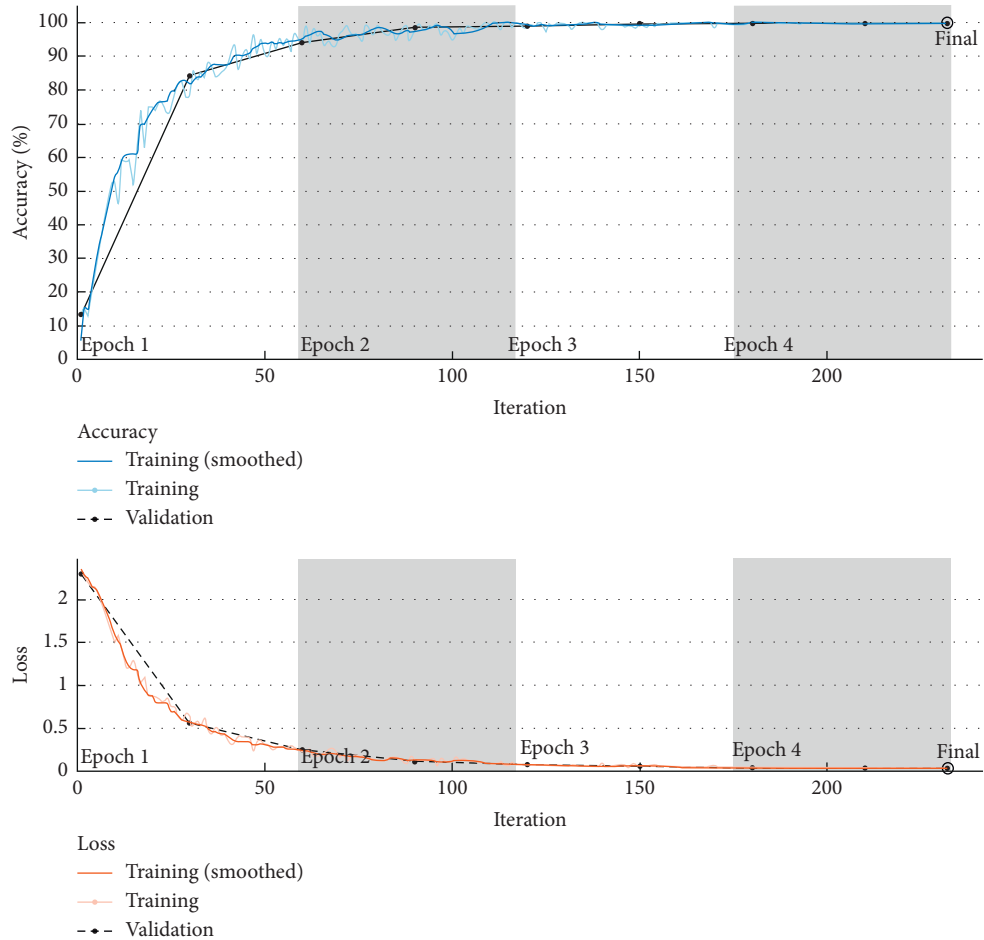 100
90
80
70
60
50
40
30
20
10
0
Accuracy (%)
Final
Epoch 1
Epoch 2
Epoch 3
Epoch 4
0
50
100
150
200
Iteration
Accuracy
Training (smoothed)
Training
Validation
2
1.5
1
0.5
0
Loss
Epoch 1
Epoch 2
Epoch 3
Epoch 4
Final
0
50
100
150
200
Iteration
Loss
Training (smoothed)
Training
Validation